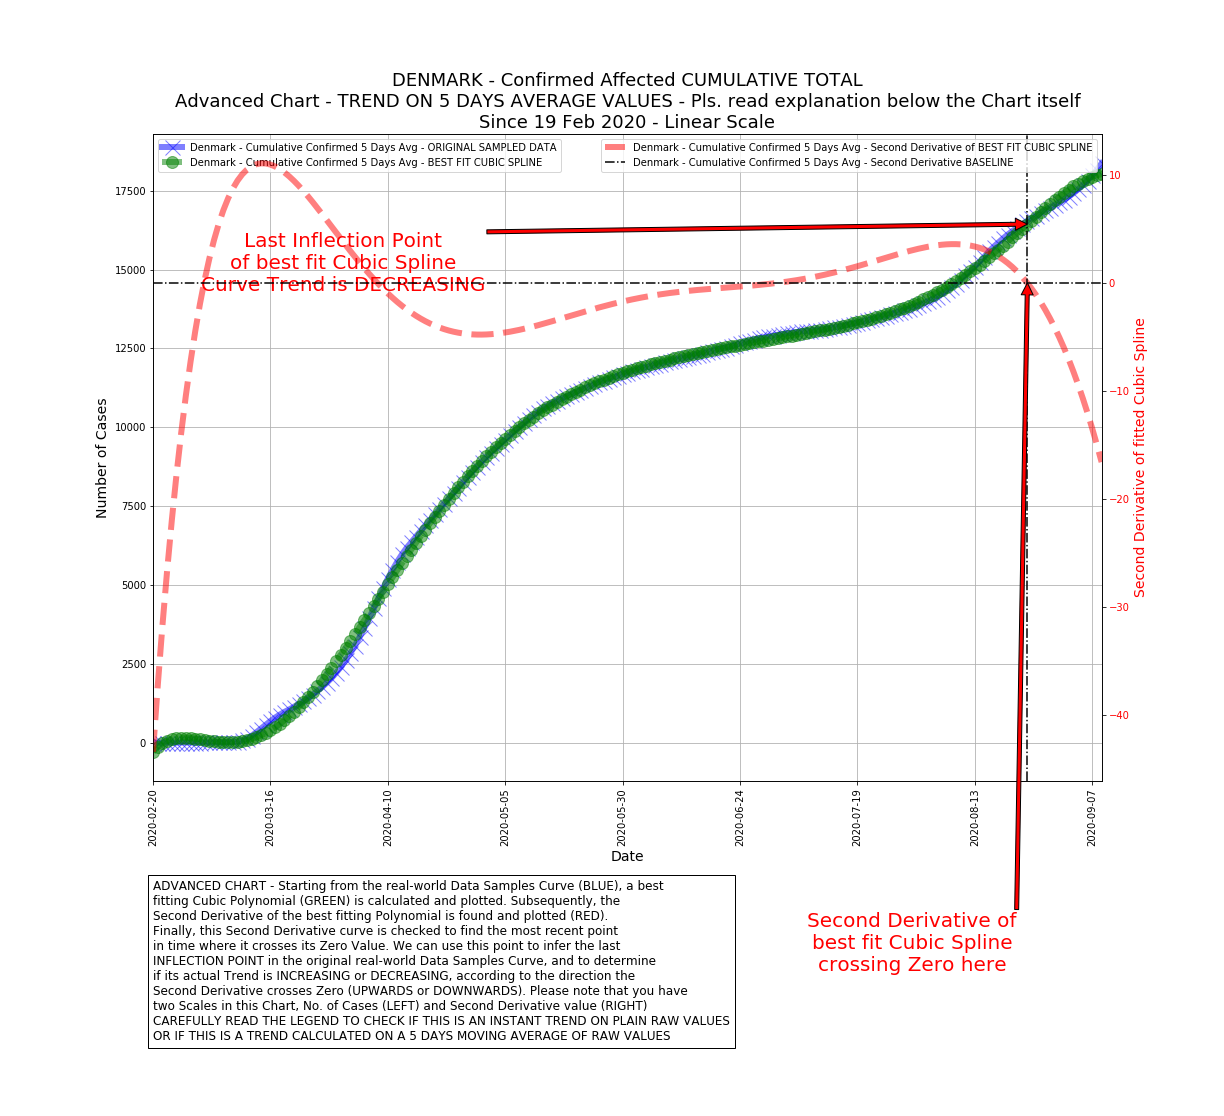 DENMARK - Confirmed Affected CUMULATIVE TOTAL
Advanced Chart - TREND ON 5 DAYS AVERAGE VALUES - Pls. read explanation below the Chart itself
Since 19 Feb 2020 - Linear Scale
Denmark - Cumulative Confirmed 5 Days Avg - ORIGINAL SAMPLED DATA
Denmark - Cumulative Confirmed 5 Days Avg - BEST FIT CUBIC SPLINE
Denmark - Cumulative Confirmed 5 Days Avg - Second Derivative of BEST FIT CUBIC SPLINE
Denmark - Cumulative Confirmed 5 Days Avg - Second Derivative BASELINE
Last Inflection Point
of best fit Cubic Spline
Curve Trend is DECREASING
Number of Cases
17500
15000
12500
10000
7500
5000
2500
0
10
0
−10
−20
−30
−40
Second Derivative of fitted Cubic Spline
2020-02-20
2020-03-16
2020-04-10
2020-05-05
2020-05-30
2020-06-24
2020-07-19
2020-08-13
2020-09-07
Date
ADVANCED CHART - Starting from the real-world Data Samples Curve (BLUE), a best
fitting Cubic Polynomial (GREEN) is calculated and plotted. Subsequently, the
Second Derivative of the best fitting Polynomial is found and plotted (RED).
Finally, this Second Derivative curve is checked to find the most recent point
in time where it crosses its Zero Value. We can use this point to infer the last
INFLECTION POINT in the original real-world Data Samples Curve, and to determine
if its actual Trend is INCREASING or DECREASING, according to the direction the
Second Derivative crosses Zero (UPWARDS or DOWNWARDS). Please note that you have
two Scales in this Chart, No. of Cases (LEFT) and Second Derivative value (RIGHT)
CAREFULLY READ THE LEGEND TO CHECK IF THIS IS AN INSTANT TREND ON PLAIN RAW VALUES
OR IF THIS IS A TREND CALCULATED ON A 5 DAYS MOVING AVERAGE OF RAW VALUES
Second Derivative of
best fit Cubic Spline
crossing Zero here